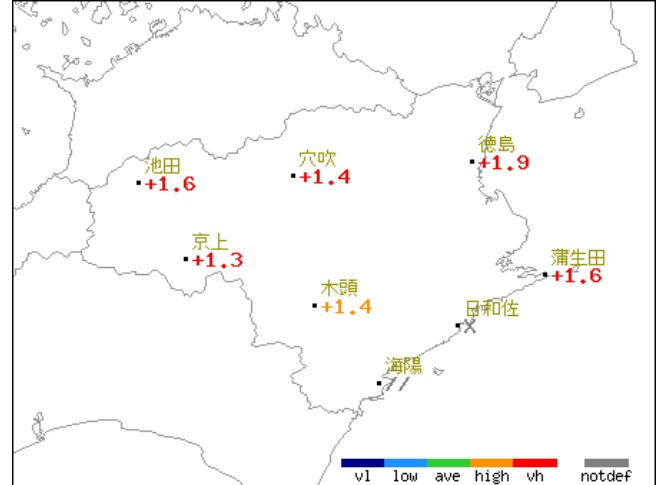 徳島
+1.9
穴吹
+1.4
池田
+1.6
京上
+1.3
蒲生田
+1.6
木頭
+1.4
日和佐
×
海陽
//
vl low ave high vh notdef